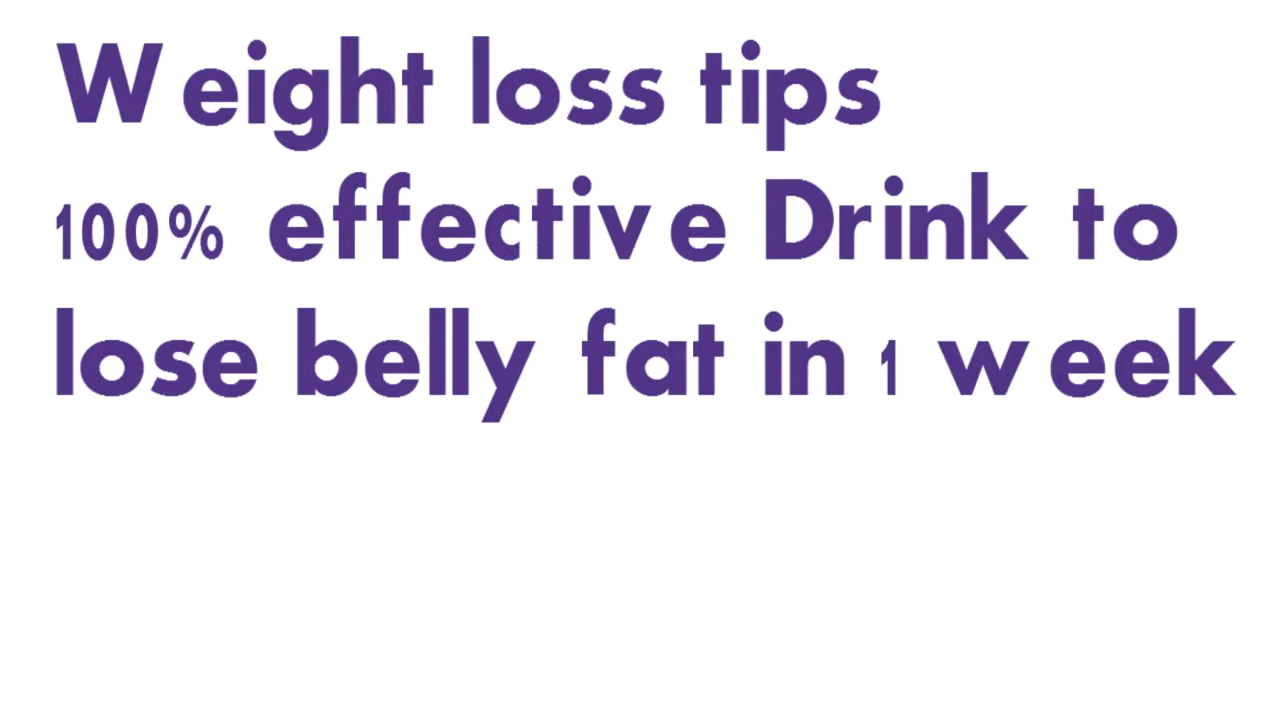 Weight loss tips
100% effective Drink to
lose belly fat in 1 week